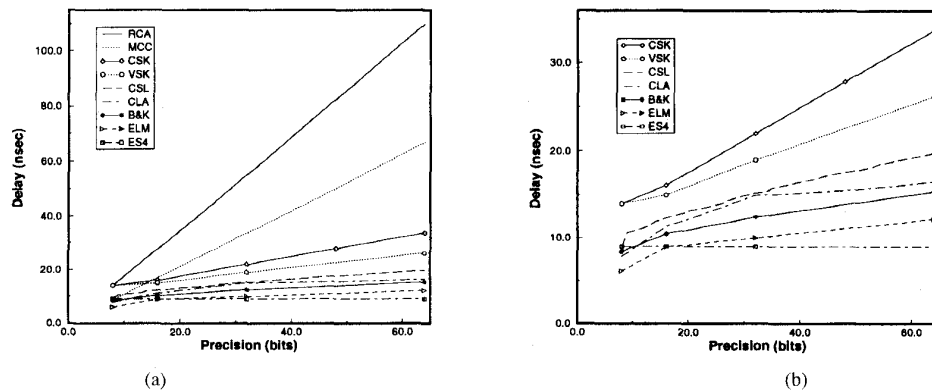 100.0
80.0
60.0
40.0
20.0
0.0
Delay (nsec)
RCA
MCC
CSK
VSK
CSL
CLA
B&K
ELM
ES4
0.0
20.0
40.0
60.0
Precision (bits)
(a)
30.0
20.0
10.0
0.0
Delay (nsec)
CSK
VSK
CSL
CLA
B&K
ELM
ES4
0.0
20.0
40.0
60.0
Precision (bits)
(b)